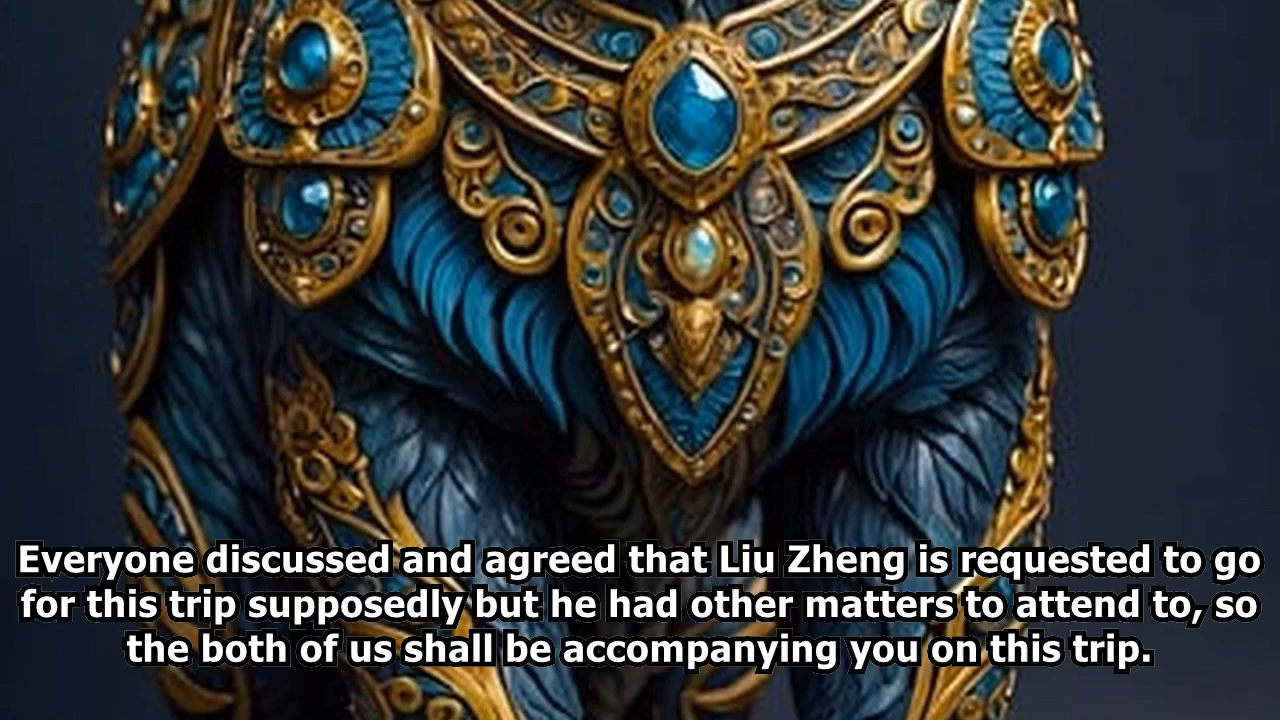 Everyone discussed and agreed that Liu Zheng is requested to go
for this trip supposedly but he had other matters to attend to, so
the both of us shall be accompanying you on this trip.